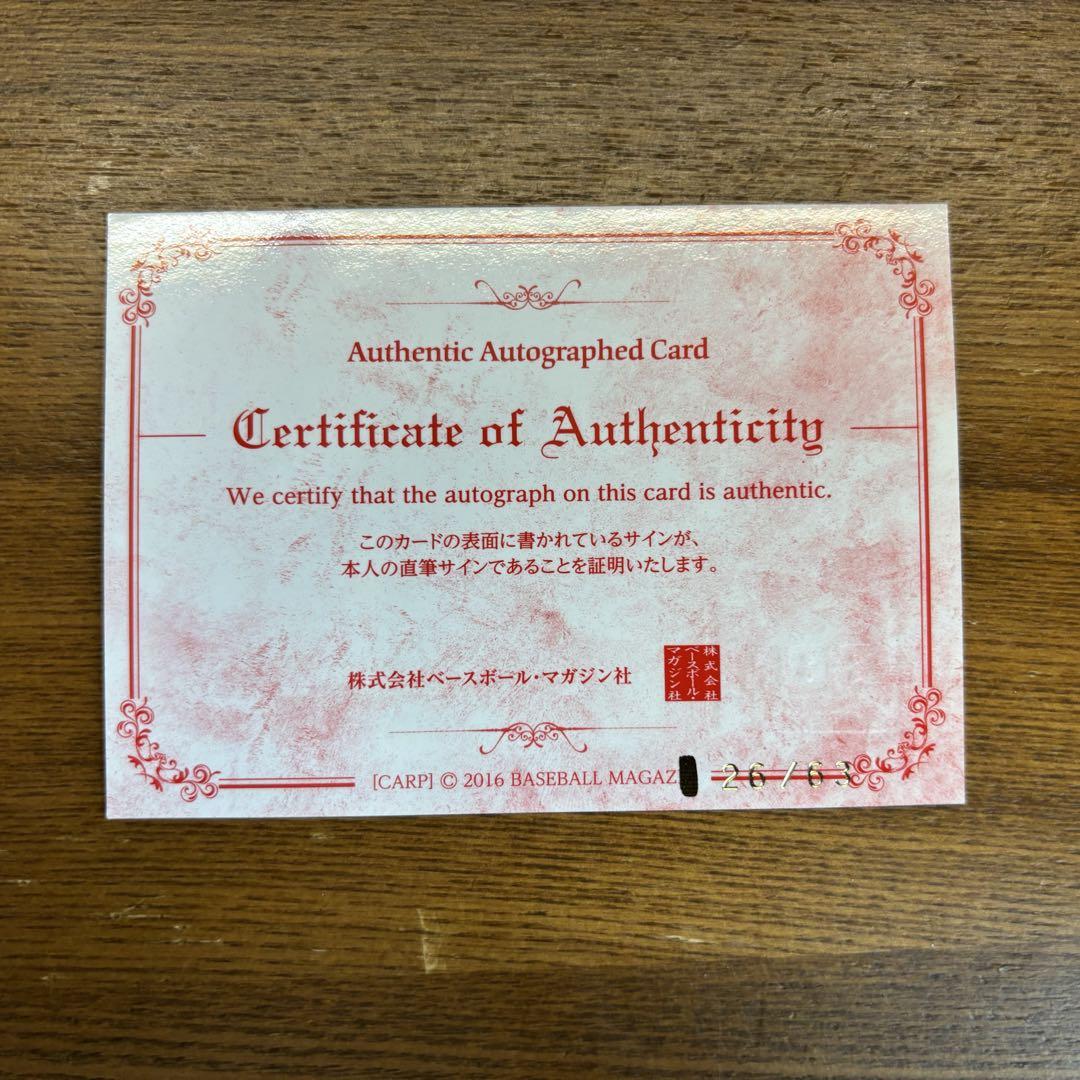 Authentic Autographed Card
Certificate of Authenticity
We certify that the autograph on this card is authentic.
このカードの表面に書かれているサインが、
本人の直筆サインであることを証明いたします。
株式会社ベースボール・マガジン社
株式会社
ベースボール・
マガジン社
[CARP] © 2016 BASEBALL MAGAZ
26/63